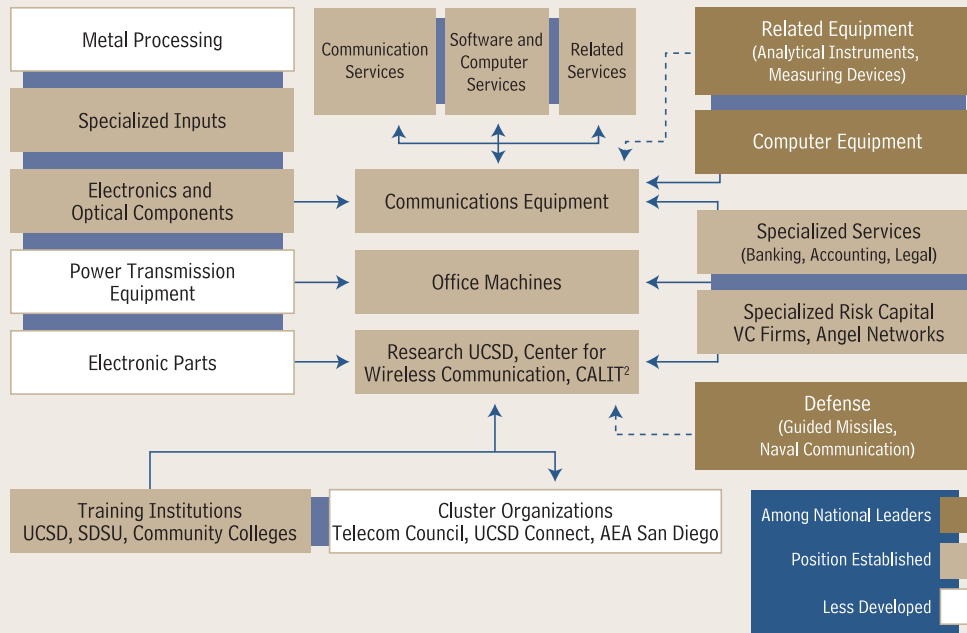 Metal Processing
Specialized Inputs
Electronics and
Optical Components
Power Transmission
Equipment
Electronic Parts
Communication
Services
Software and
Computer
Services
Related
Services
Communications Equipment
Office Machines
Research UCSD, Center for
Wireless Communication, CALIT²
Related Equipment
(Analytical Instruments,
Measuring Devices)
Computer Equipment
Specialized Services
(Banking, Accounting, Legal)
Specialized Risk Capital
VC Firms, Angel Networks
Defense
(Guided Missiles,
Naval Communication)
Training Institutions
UCSD, SDSU, Community Colleges
Cluster Organizations
Telecom Council, UCSD Connect, AEA San Diego
Among National Leaders
Position Established
Less Developed